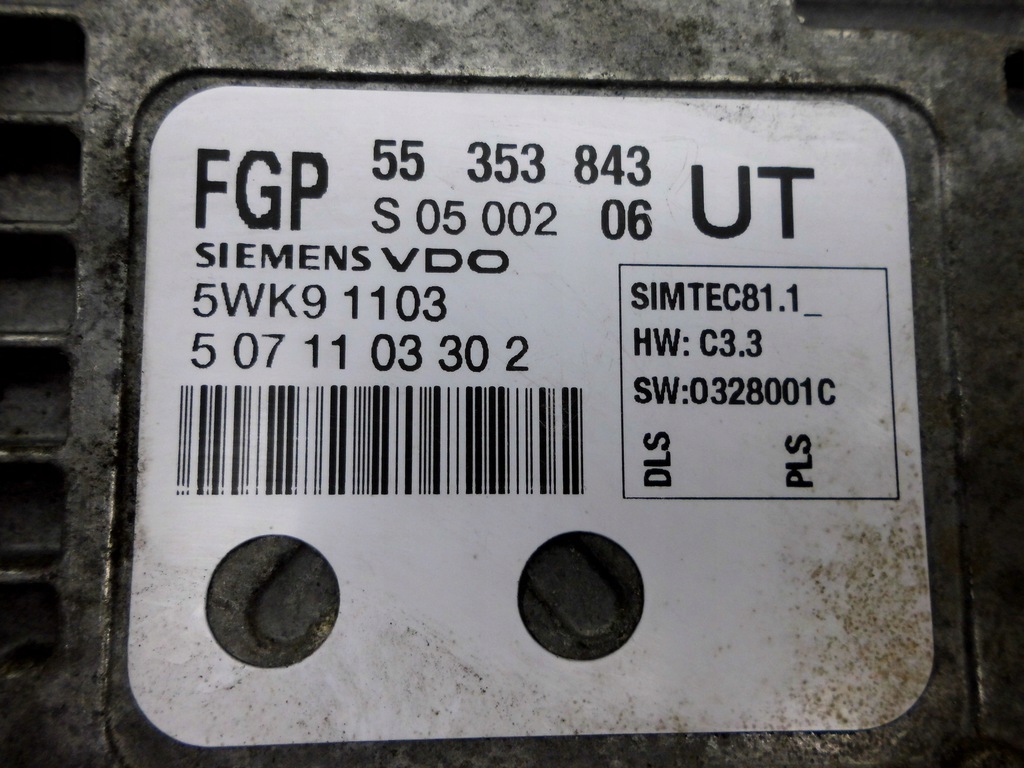 FGP 55 353 843 UT
S 05 002 06
SIEMENS VDO
5WK9 1103
5 07 11 03 30 2
SIMTEC81.1_
HW: C3.3
SW:0328001C
DLS PLS